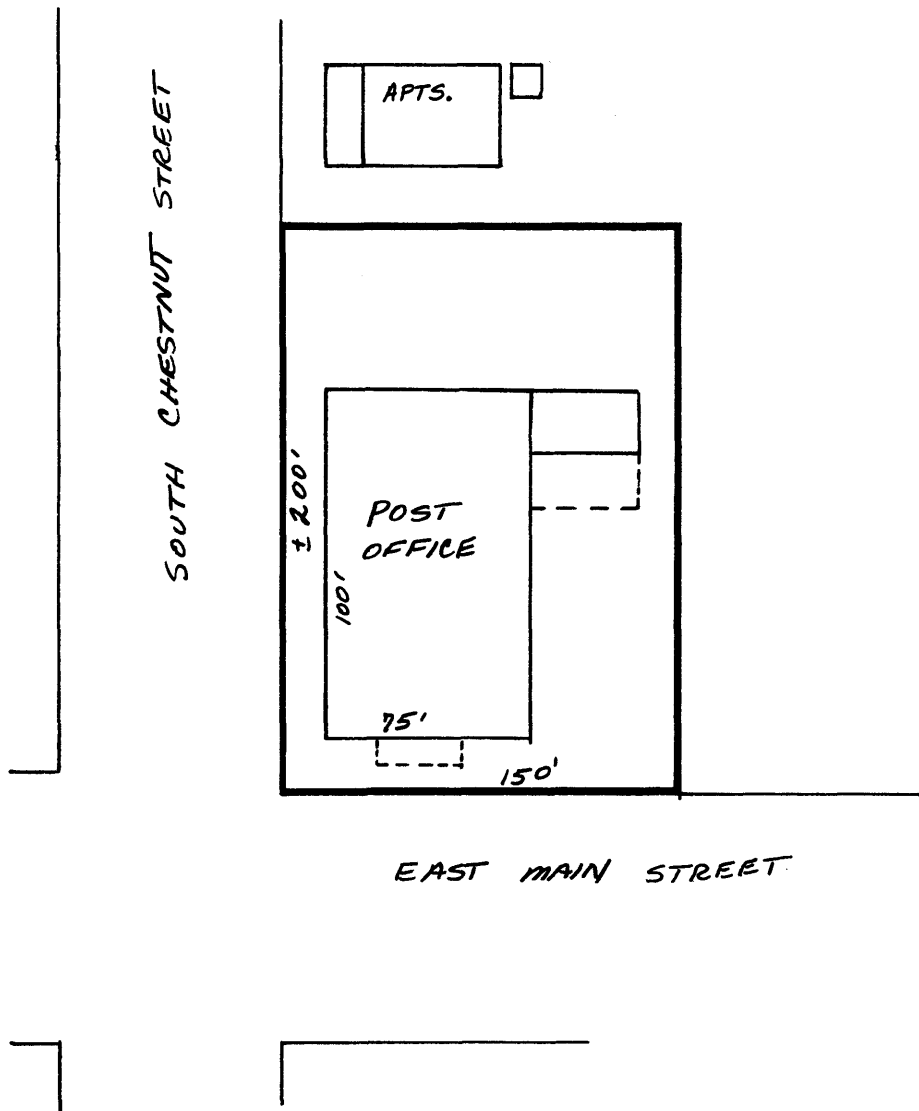 APTS.
SOUTH CHESTNUT STREET
± 200'
POST
OFFICE
100'
75'
150'
EAST MAIN STREET